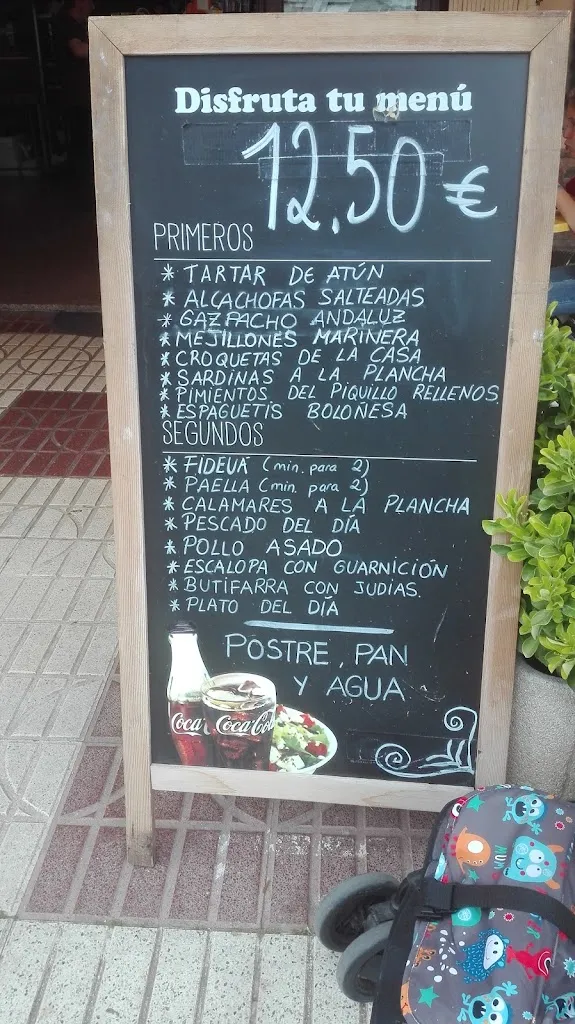 Disfruta tu menú
12,50 €
PRIMEROS
* TARTAR DE ATÚN
* ALCACHOFAS SALTEADAS
* GAZPACHO ANDALUZ
* MEJILLONES MARINERA
* CROQUETAS DE LA CASA
* SARDINAS A LA PLANCHA
* PIMIENTOS DEL PIQUILLO RELLENOS
* ESPAGUETIS BOLOÑESA
SEGUNDOS
* FIDEUÁ (min. para 2)
* PAELLA (min. para 2)
* CALAMARES A LA PLANCHA
* PESCADO DEL DÍA
* POLLO ASADO
* ESCALOPA CON GUARNICIÓN
* BUTIFARRA CON JUDIAS.
* PLATO DEL DÍA
POSTRE, PAN
Y AGUA
Coca Coca-Cola
MUM